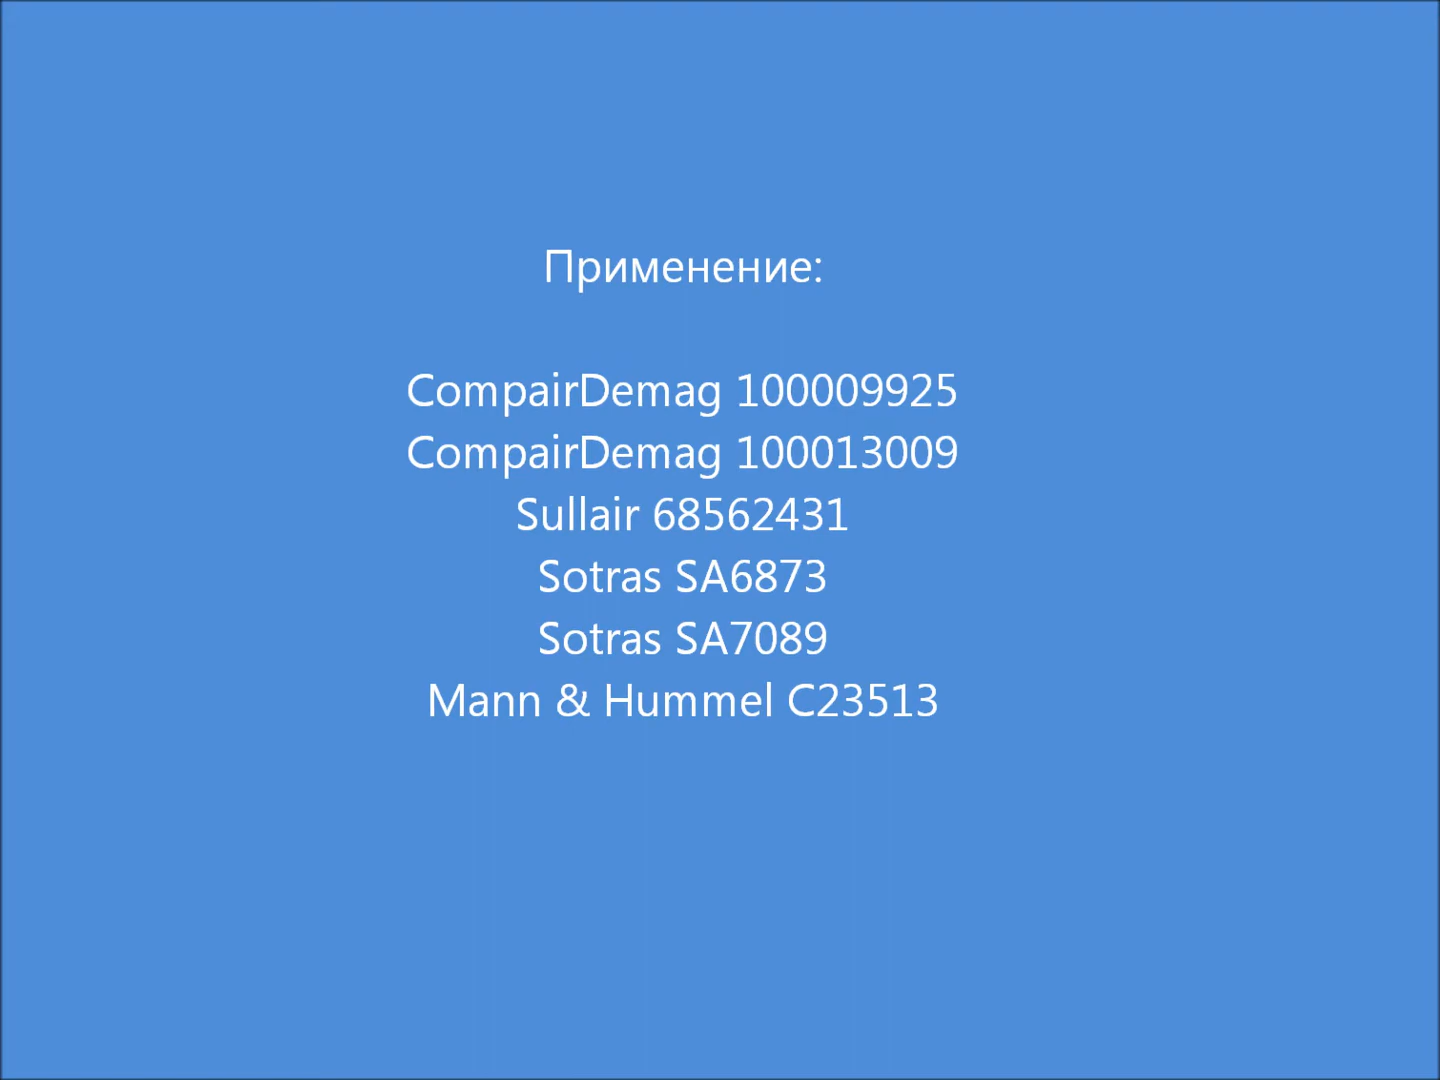 Применение:
CompairDemag 100009925
CompairDemag 100013009
Sullair 68562431
Sotras SA6873
Sotras SA7089
Mann & Hummel C23513